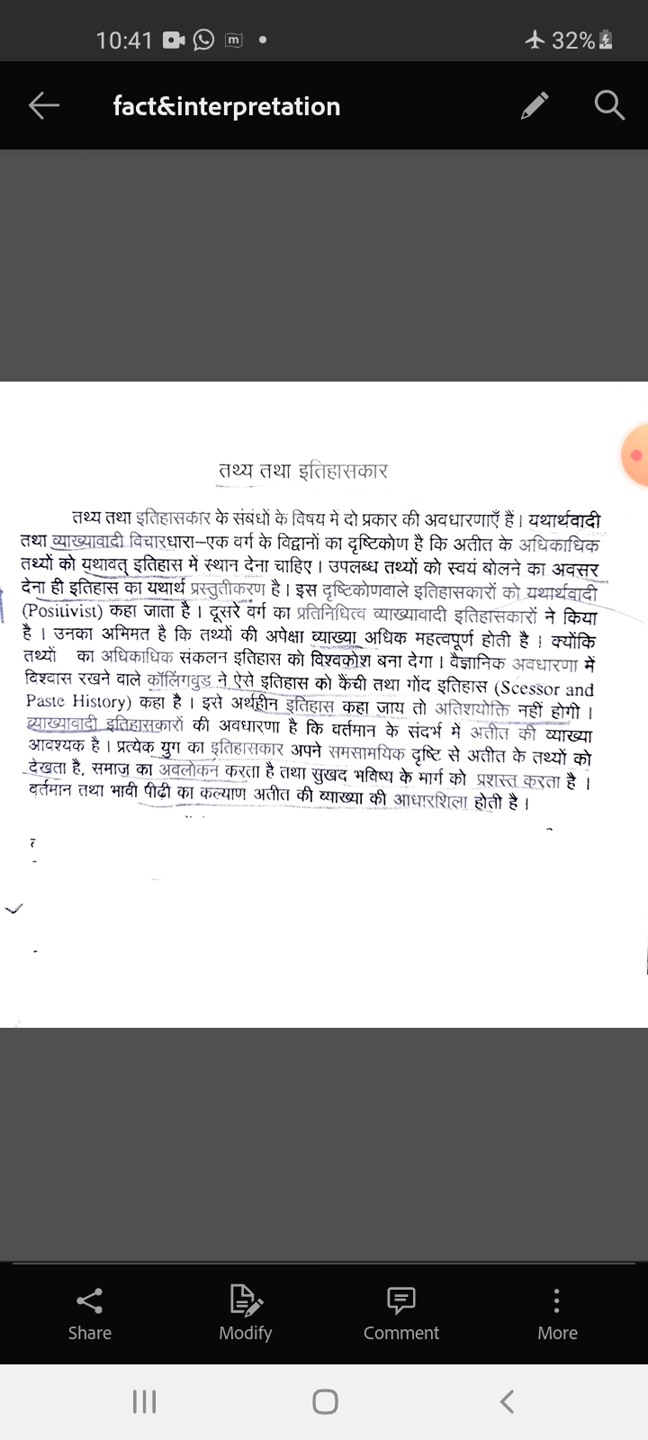 10:41 m 32%
fact&interpretation
तथ्य तथा इतिहासकार
तथ्य तथा इतिहासकार के संबंधों के विषय में दो प्रकार की अवधारणाएँ हैं। यथार्थवादी
तथा व्याख्यावादी विचारधारा–एक वर्ग के विद्वानों का दृष्टिकोण है कि अतीत के अधिकाधिक
तथ्यों को यथावत् इतिहास में स्थान देना चाहिए। उपलब्ध तथ्यों को स्वयं बोलने का अवसर
देना ही इतिहास का यथार्थ प्रस्तुतीकरण है। इस दृष्टिकोणवाले इतिहासकारों को यथार्थवादी
(Positivist) कहा जाता है। दूसरे वर्ग का प्रतिनिधित्व व्याख्यावादी इतिहासकारों ने किया
है। उनका अभिमत है कि तथ्यों की अपेक्षा व्याख्या अधिक महत्वपूर्ण होती है। क्योंकि
तथ्यों का अधिकाधिक संकलन इतिहास को विश्वकोश बना देगा। वैज्ञानिक अवधारणा में
विश्वास रखने वाले कॉलिंगवुड ने ऐसे इतिहास को कैंची तथा गोंद इतिहास (Scessor and
Paste History) कहा है। इसे अर्थहीन इतिहास कहा जाय तो अतिशयोक्ति नहीं होगी।
व्याख्यावादी इतिहासकारों की अवधारणा है कि वर्तमान के संदर्भ में अतीत की व्याख्या
आवश्यक है। प्रत्येक युग का इतिहासकार अपने समसामयिक दृष्टि से अतीत के तथ्यों को
देखता है, समाज का अवलोकन करता है तथा सुखद भविष्य के मार्ग को प्रशस्त करता है।
वर्तमान तथा भावी पीढ़ी का कल्याण अतीत की व्याख्या की आधारशिला होती है।
Share Modify Comment More